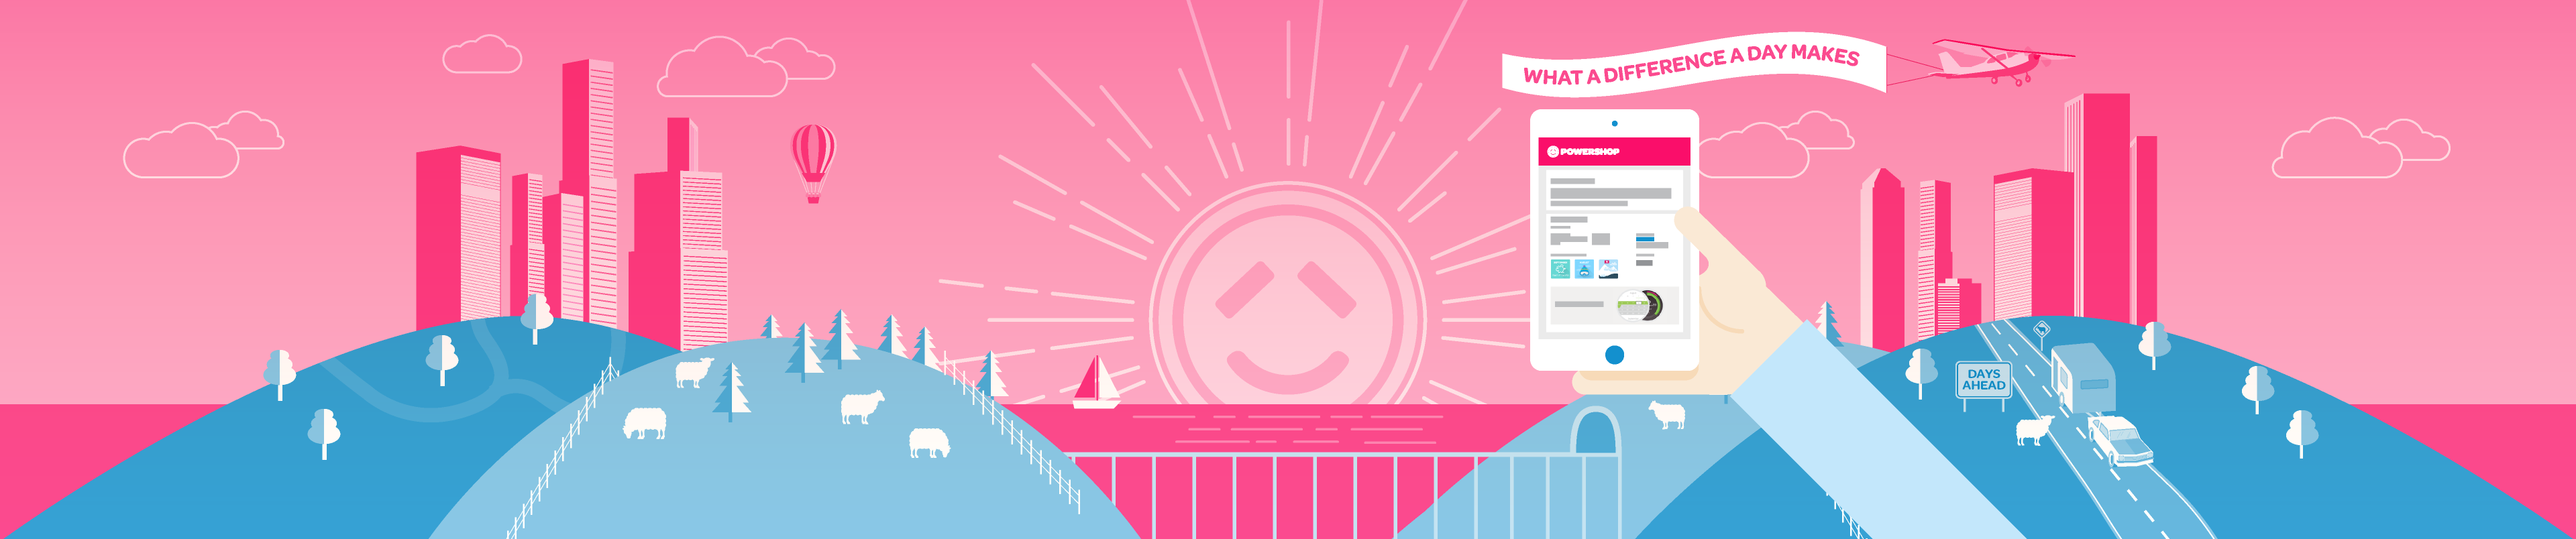 WHAT A DIFFERENCE A DAY MAKES
POWERSHOP
DAYS
AHEAD